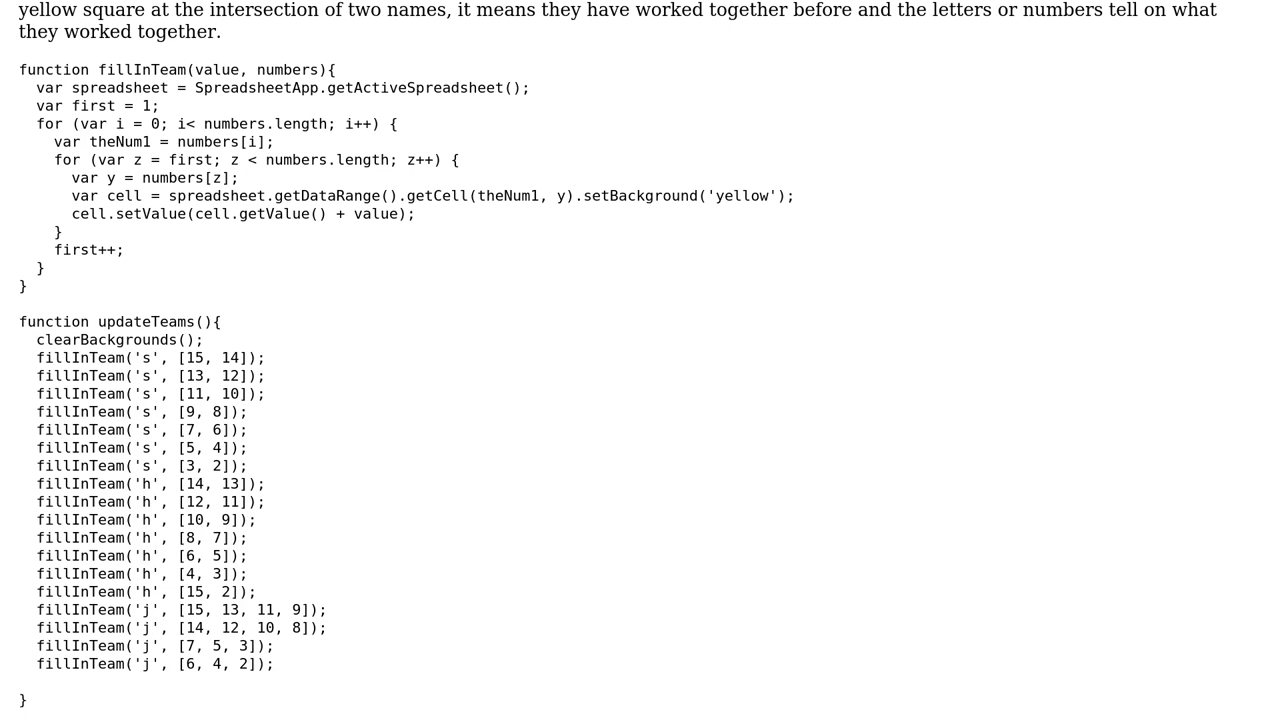 yellow square at the intersection of two names, it means they have worked together before and the letters or numbers tell on what
they worked together.
function fillInTeam(value, numbers){
  var spreadsheet = SpreadsheetApp.getActiveSpreadsheet();
  var first = 1;
  for (var i = 0; i< numbers.length; i++) {
    var theNum1 = numbers[i];
    for (var z = first; z < numbers.length; z++) {
      var y = numbers[z];
      var cell = spreadsheet.getDataRange().getCell(theNum1, y).setBackground('yellow');
      cell.setValue(cell.getValue() + value);
    }
    first++;
  }
}
function updateTeams(){
  clearBackgrounds();
  fillInTeam('s', [15, 14]);
  fillInTeam('s', [13, 12]);
  fillInTeam('s', [11, 10]);
  fillInTeam('s', [9, 8]);
  fillInTeam('s', [7, 6]);
  fillInTeam('s', [5, 4]);
  fillInTeam('s', [3, 2]);
  fillInTeam('h', [14, 13]);
  fillInTeam('h', [12, 11]);
  fillInTeam('h', [10, 9]);
  fillInTeam('h', [8, 7]);
  fillInTeam('h', [6, 5]);
  fillInTeam('h', [4, 3]);
  fillInTeam('h', [15, 2]);
  fillInTeam('j', [15, 13, 11, 9]);
  fillInTeam('j', [14, 12, 10, 8]);
  fillInTeam('j', [7, 5, 3]);
  fillInTeam('j', [6, 4, 2]);
}